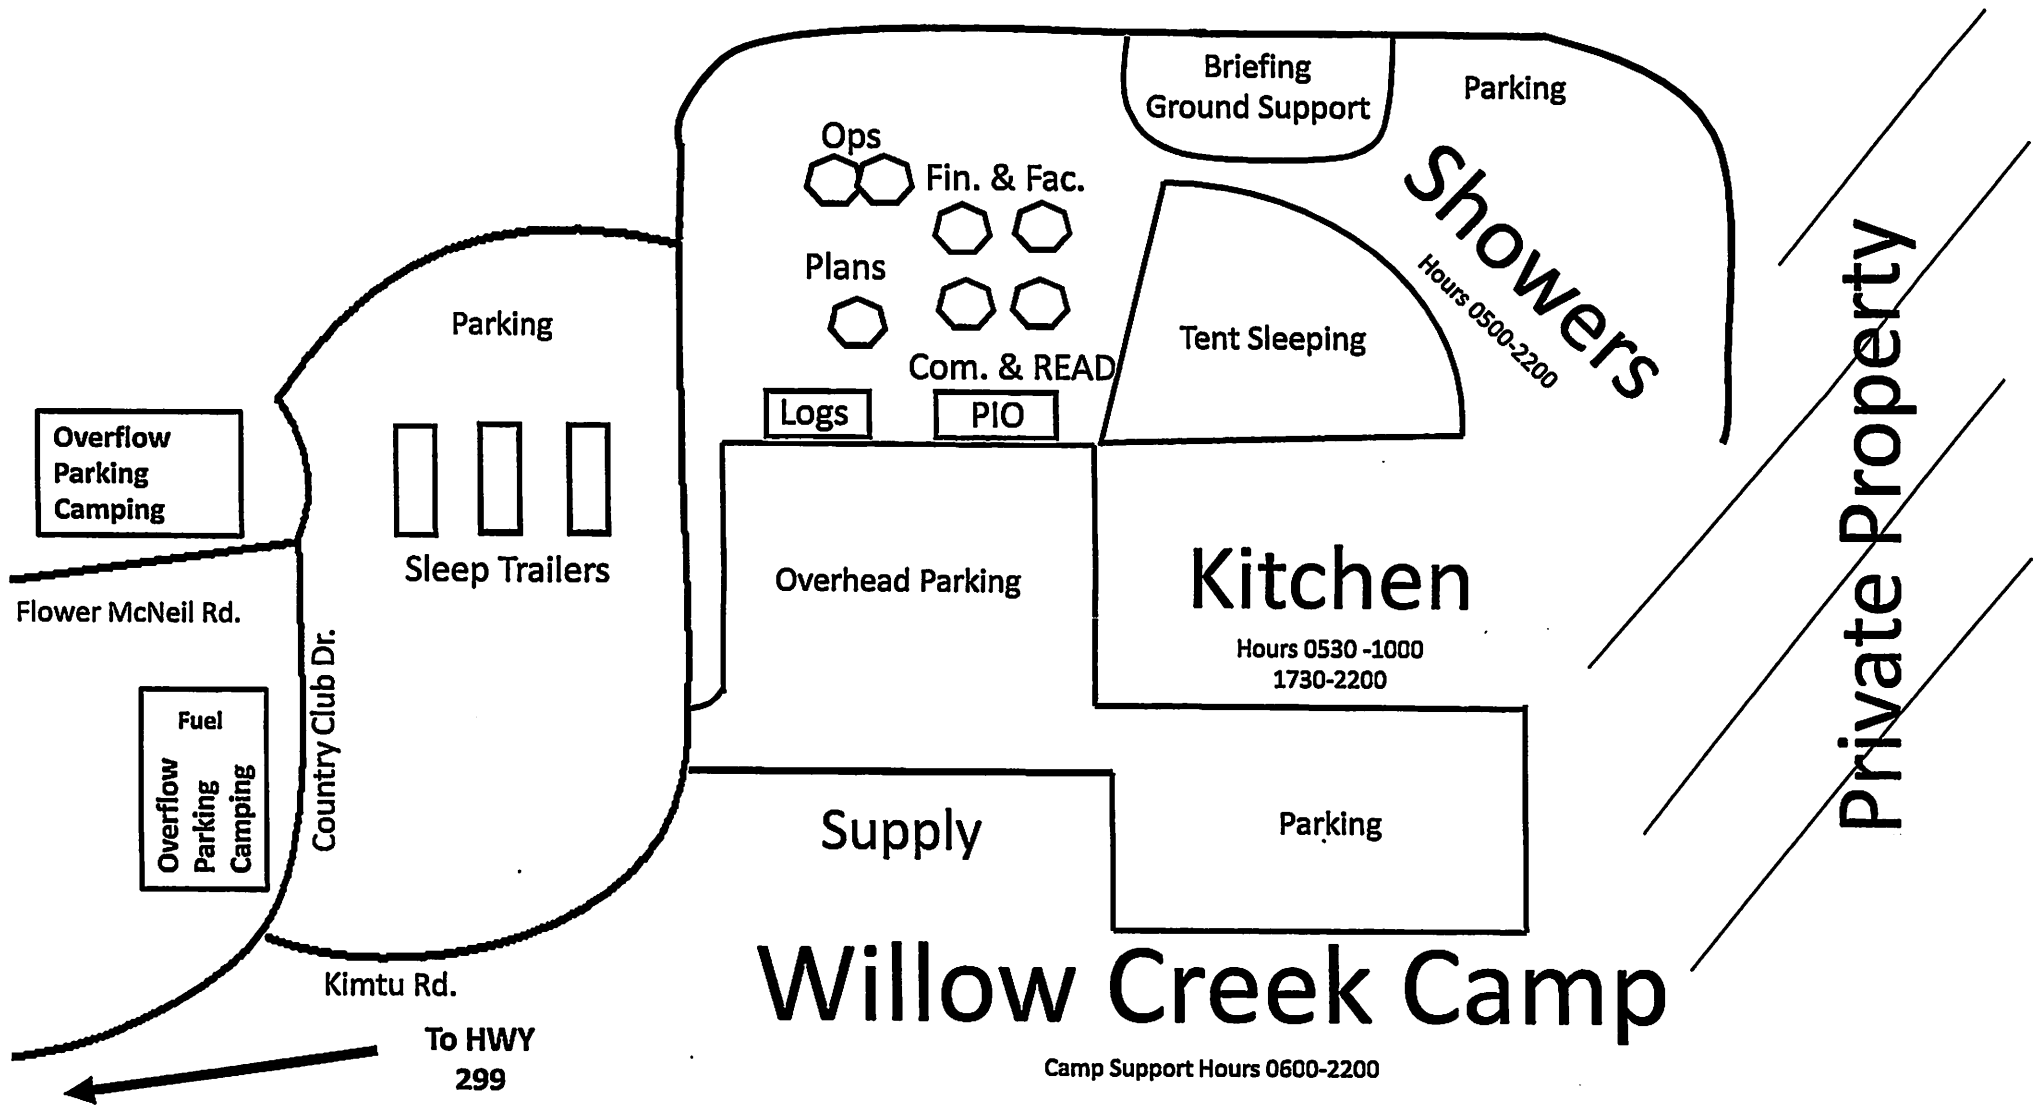 Briefing
Ground Support
Parking
Ops
Fin. & Fac.
Showers
Hours 0500-2200
Plans
Parking
Tent Sleeping
Com. & READ
Logs
PIO
Overflow
Parking
Camping
Sleep Trailers
Overhead Parking
Kitchen
Hours 0530 -1000
1730-2200
Private Property
Flower McNeil Rd.
Country Club Dr.
Fuel
Overflow
Parking
Camping
Supply
Parking
Kimtu Rd.
Willow Creek Camp
To HWY
299
Camp Support Hours 0600-2200